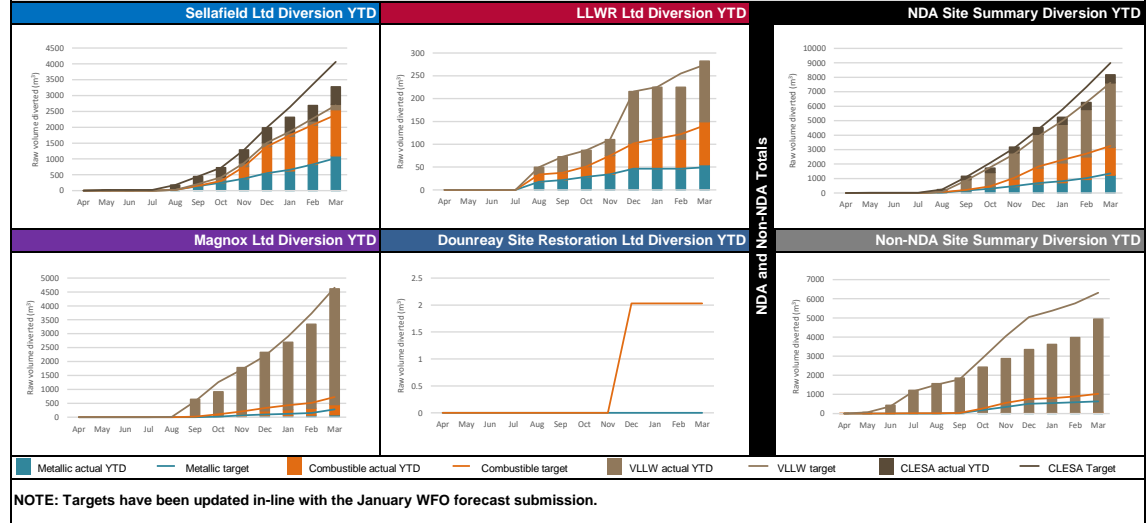 Sellafield Ltd Diversion YTD
Raw volume diverted (m³)
4500
4000
3500
3000
2500
2000
1500
1000
500
0
Apr May Jun Jul Aug Sep Oct Nov Dec Jan Feb Mar
LLWR Ltd Diversion YTD
Raw volume diverted (m³)
300
250
200
150
100
50
0
Apr May Jun Jul Aug Sep Oct Nov Dec Jan Feb Mar
NDA and Non-NDA Totals
NDA Site Summary Diversion YTD
Raw volume diverted (m³)
10000
9000
8000
7000
6000
5000
4000
3000
2000
1000
0
Apr May Jun Jul Aug Sep Oct Nov Dec Jan Feb Mar
Magnox Ltd Diversion YTD
Raw volume diverted (m³)
5000
4500
4000
3500
3000
2500
2000
1500
1000
500
0
Apr May Jun Jul Aug Sep Oct Nov Dec Jan Feb Mar
Dounreay Site Restoration Ltd Diversion YTD
Raw volume diverted (m³)
2.5
2
1.5
1
0.5
0
Apr May Jun Jul Aug Sep Oct Nov Dec Jan Feb Mar
Non-NDA Site Summary Diversion YTD
Raw volume diverted (m³)
7000
6000
5000
4000
3000
2000
1000
0
Apr May Jun Jul Aug Sep Oct Nov Dec Jan Feb Mar
Metallic actual YTD Metallic target Combustible actual YTD Combustible target VLLW actual YTD VLLW target CLESA actual YTD CLESA Target
NOTE: Targets have been updated in-line with the January WFO forecast submission.